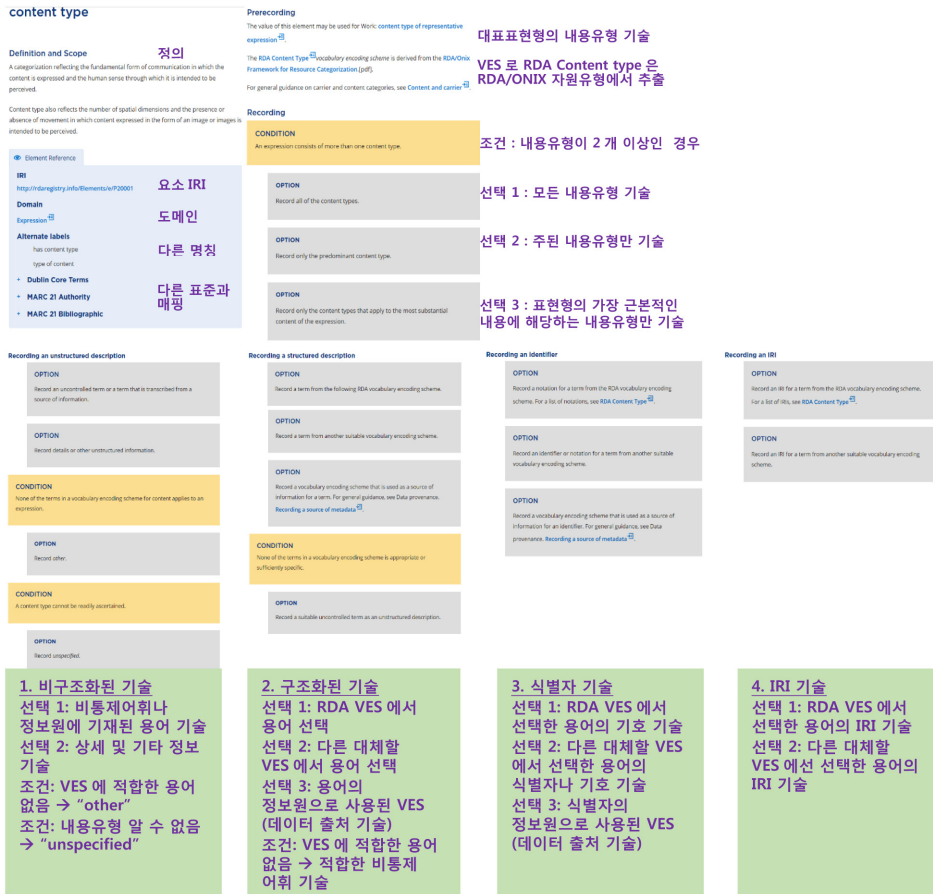 content type
Definition and Scope
정의
A categorization reflecting the fundamental form of communication in which the
content is expressed and the human sense through which it is intended to be
perceived.
Content type also reflects the number of spatial dimensions and the presence or
absence of movement in which content expressed in the form of an image or images is
intended to be perceived.
Element Reference
IRI
http://rdaregistry.info/Elements/e/P20001
요소 IRI
Domain
Expression
도메인
Alternate labels
has content type
type of content
다른 명칭
+ Dublin Core Terms
+ MARC 21 Authority
+ MARC 21 Bibliographic
다른 표준과
매핑
Prerecording
The value of this element may be used for Work: content type of representative
expression.
대표표현형의 내용유형 기술
The RDA Content Type vocabulary encoding scheme is derived from the RDA/Onix
Framework for Resource Categorization.[pdf].
VES 로 RDA Content type 은
RDA/ONIX 자원유형에서 추출
For general guidance on carrier and content categories, see Content and carrier.
Recording
CONDITION
An expression consists of more than one content type.
조건 : 내용유형이 2 개 이상인 경우
OPTION
Record all of the content types.
선택 1 : 모든 내용유형 기술
OPTION
Record only the predominant content type.
선택 2 : 주된 내용유형만 기술
OPTION
Record only the content types that apply to the most substantial
content of the expression.
선택 3 : 표현형의 가장 근본적인
내용에 해당하는 내용유형만 기술
Recording an unstructured description
OPTION
Record an uncontrolled term or a term that is transcribed from a
source of information.
OPTION
Record details or other unstructured information.
CONDITION
None of the terms in a vocabulary encoding scheme for content applies to an
expression.
OPTION
Record other.
CONDITION
A content type cannot be readily ascertained.
OPTION
Record unspecified.
Recording a structured description
OPTION
Record a term from the following RDA vocabulary encoding scheme.
OPTION
Record a term from another suitable vocabulary encoding scheme.
OPTION
Record a vocabulary encoding scheme that is used as a source of
information for a term. For general guidance, see Data provenance.
Recording a source of metadata.
CONDITION
None of the terms in a vocabulary encoding scheme is appropriate or
sufficiently specific.
OPTION
Record a suitable uncontrolled term as an unstructured description.
Recording an identifier
OPTION
Record a notation for a term from the RDA vocabulary encoding
scheme. For a list of notations, see RDA Content Type.
OPTION
Record an identifier or notation for a term from another suitable
vocabulary encoding scheme.
OPTION
Record a vocabulary encoding scheme that is used as a source of
information for an identifier. For general guidance, see Data
provenance. Recording a source of metadata.
Recording an IRI
OPTION
Record an IRI for a term from the RDA vocabulary encoding scheme.
For a list of IRIs, see RDA Content Type.
OPTION
Record an IRI for a term from another suitable vocabulary encoding
scheme.
1. 비구조화된 기술
선택 1: 비통제어휘나
정보원에 기재된 용어 기술
선택 2: 상세 및 기타 정보
기술
조건: VES 에 적합한 용어
없음 → “other”
조건: 내용유형 알 수 없음
→ “unspecified”
2. 구조화된 기술
선택 1: RDA VES 에서
용어 선택
선택 2: 다른 대체할
VES 에서 용어 선택
선택 3: 용어의
정보원으로 사용된 VES
(데이터 출처 기술)
조건: VES 에 적합한 용어
없음 → 적합한 비통제
어휘 기술
3. 식별자 기술
선택 1: RDA VES 에서
선택한 용어의 기호 기술
선택 2: 다른 대체할 VES
에서 선택한 용어의
식별자나 기호 기술
선택 3: 식별자의
정보원으로 사용된 VES
(데이터 출처 기술)
4. IRI 기술
선택 1: RDA VES 에서
선택한 용어의 IRI 기술
선택 2: 다른 대체할
VES 에선 선택한 용어의
IRI 기술